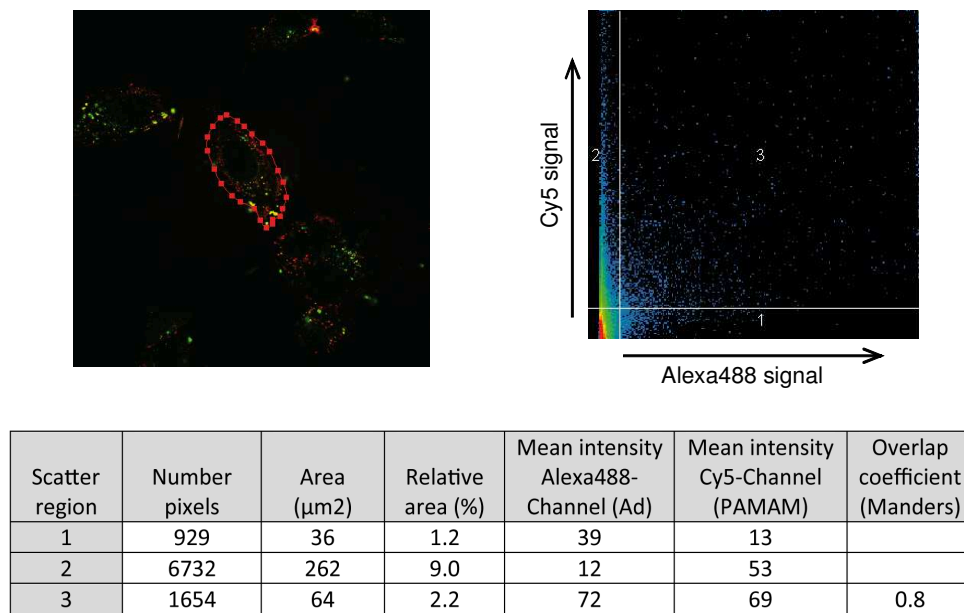 Cy5 signal
2
3
1
Alexa488 signal
Scatter region Number pixels Area (μm2) Relative area (%) Mean intensity Alexa488-Channel (Ad) Mean intensity Cy5-Channel (PAMAM) Overlap coefficient (Manders)
1 929 36 1.2 39 13
2 6732 262 9.0 12 53
3 1654 64 2.2 72 69 0.8